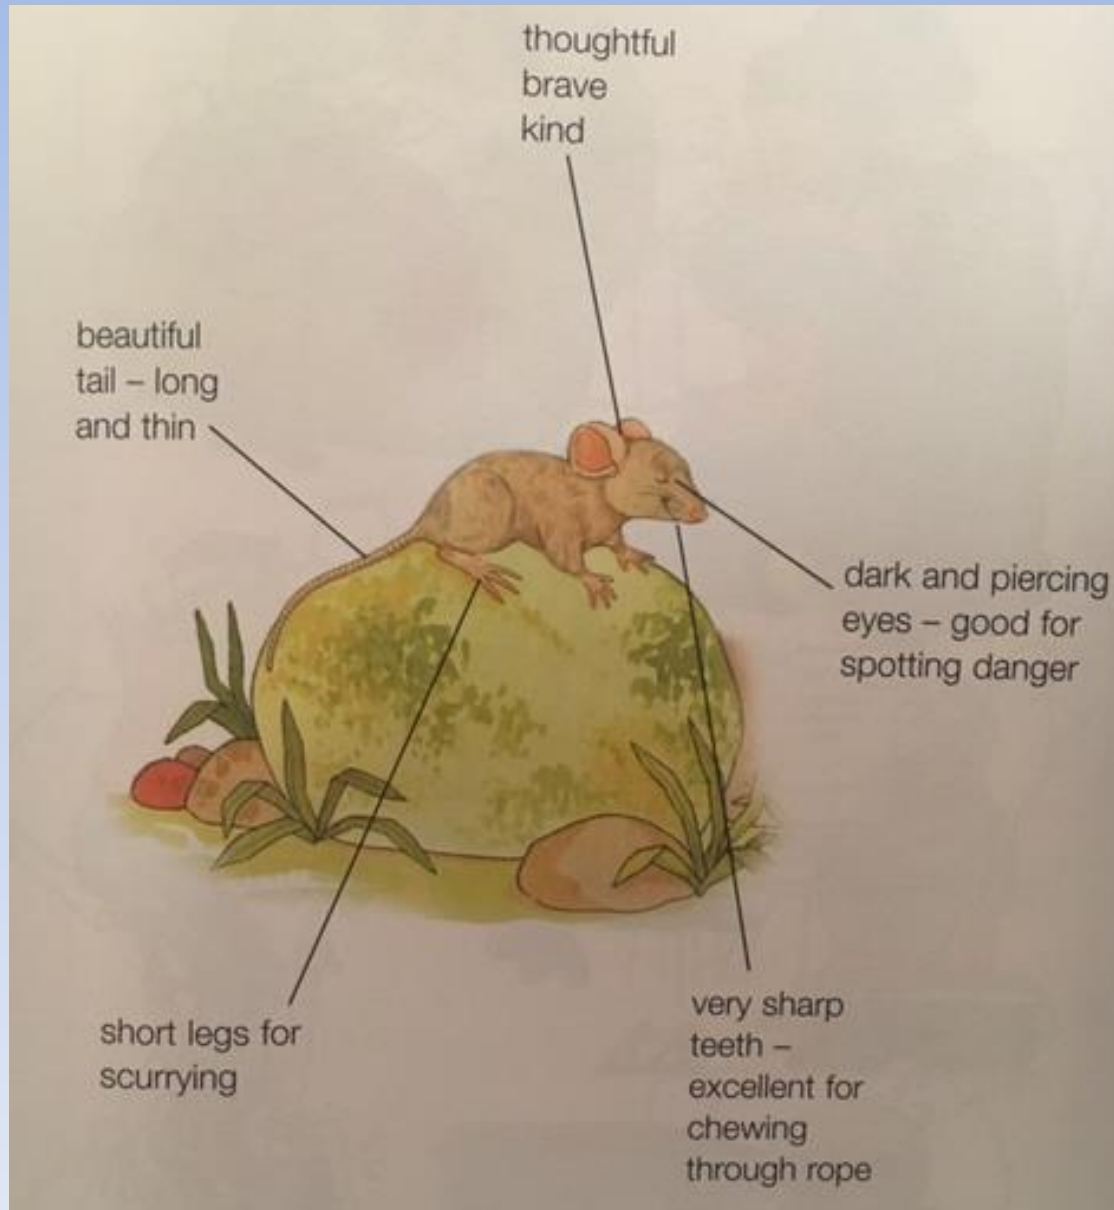 thoughtful
brave
kind
beautiful
tail – long
and thin
dark and piercing
eyes – good for
spotting danger
short legs for
scurrying
very sharp
teeth –
excellent for
chewing
through rope